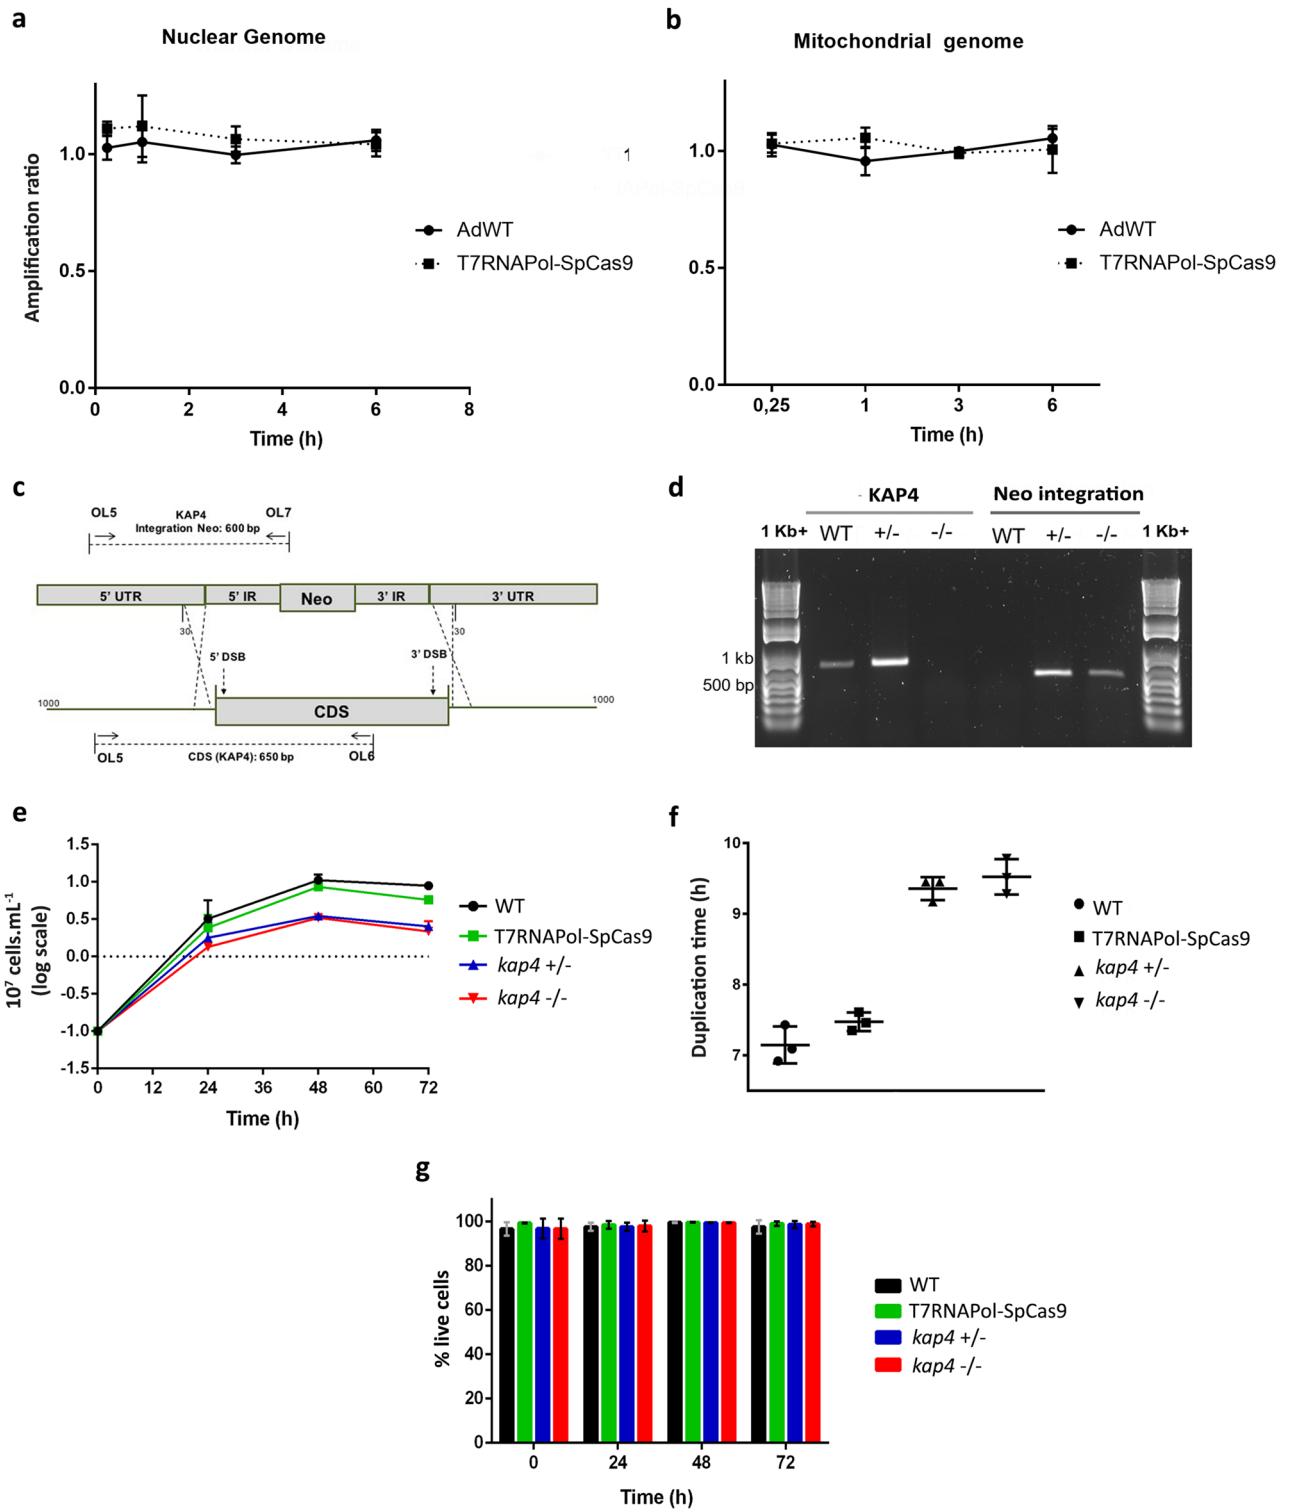 a
Nuclear Genome
Amplification ratio
1.0
0.5
0.0
0 2 4 6 8
Time (h)
AdWT
T7RNAPol-SpCas9
1
b
Mitochondrial genome
1.0
0.5
0.0
0,25 1 3 6
Time (h)
AdWT
T7RNAPol-SpCas9
c
OL5 KAP4 OL7
Integration Neo: 600 bp
5' UTR 5' IR Neo 3' IR 3' UTR
30 30
5' DSB 3' DSB
1000 CDS 1000
OL5 CDS (KAP4): 650 bp OL6
d
- KAP4 Neo integration
1 Kb+ WT +/- -/- WT +/- -/- 1 Kb+
1 kb
500 bp
e
10⁷ cells.mL⁻¹
(log scale)
1.5
1.0
0.5
0.0
-0.5
-1.0
-1.5
0 12 24 36 48 60 72
Time (h)
WT
T7RNAPol-SpCas9
kap4 +/-
kap4 -/-
f
Duplication time (h)
10
9
8
7
WT
T7RNAPol-SpCas9
kap4 +/-
kap4 -/-
g
% live cells
100
80
60
40
20
0
0 24 48 72
Time (h)
WT
T7RNAPol-SpCas9
kap4 +/-
kap4 -/-